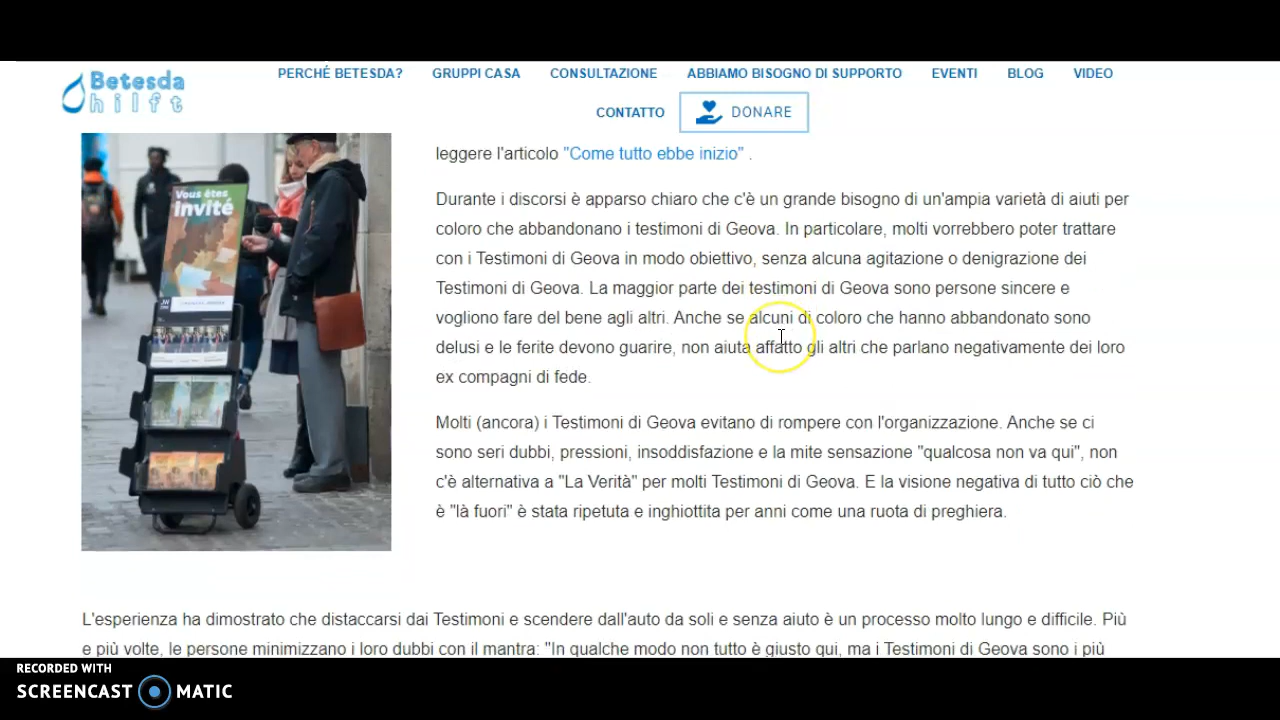 Betesda
hilft
PERCHÉ BETESDA?
GRUPPI CASA
CONSULTAZIONE
ABBIAMO BISOGNO DI SUPPORTO
EVENTI
BLOG
VIDEO
CONTATTO
DONARE
Vous êtes
invité
leggere l'articolo "Come tutto ebbe inizio" .
Durante i discorsi è apparso chiaro che c'è un grande bisogno di un'ampia varietà di aiuti per
coloro che abbandonano i testimoni di Geova. In particolare, molti vorrebbero poter trattare
con i Testimoni di Geova in modo obiettivo, senza alcuna agitazione o denigrazione dei
Testimoni di Geova. La maggior parte dei testimoni di Geova sono persone sincere e
vogliono fare del bene agli altri. Anche se alcuni di coloro che hanno abbandonato sono
delusi e le ferite devono guarire, non aiuta affatto gli altri che parlano negativamente dei loro
ex compagni di fede.
Molti (ancora) i Testimoni di Geova evitano di rompere con l'organizzazione. Anche se ci
sono seri dubbi, pressioni, insoddisfazione e la mite sensazione "qualcosa non va qui", non
c'è alternativa a "La Verità" per molti Testimoni di Geova. E la visione negativa di tutto ciò che
è "là fuori" è stata ripetuta e inghiottita per anni come una ruota di preghiera.
L'esperienza ha dimostrato che distaccarsi dai Testimoni e scendere dall'auto da soli e senza aiuto è un processo molto lungo e difficile. Più
e più volte, le persone minimizzano i loro dubbi con il mantra: "In qualche modo non tutto è giusto qui, ma i Testimoni di Geova sono i più
RECORDED WITH
SCREENCAST MATIC